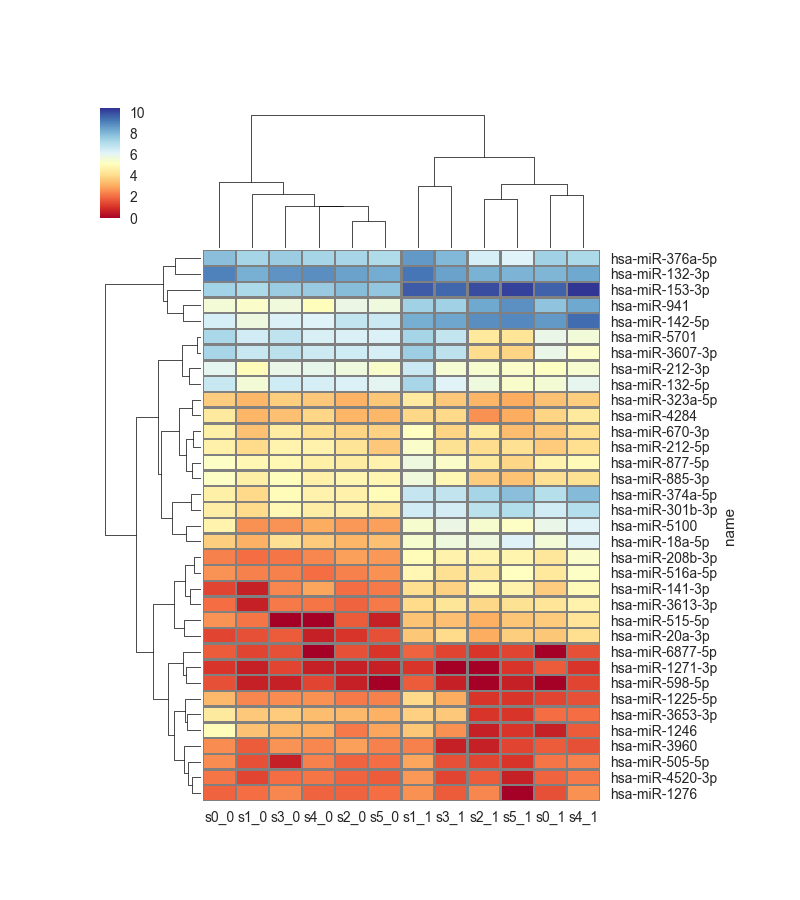 10
8
6
4
2
0
hsa-miR-376a-5p
hsa-miR-132-3p
hsa-miR-153-3p
hsa-miR-941
hsa-miR-142-5p
hsa-miR-5701
hsa-miR-3607-3p
hsa-miR-212-3p
hsa-miR-132-5p
hsa-miR-323a-5p
hsa-miR-4284
hsa-miR-670-3p
hsa-miR-212-5p
hsa-miR-877-5p
hsa-miR-885-3p
hsa-miR-374a-5p
hsa-miR-301b-3p
hsa-miR-5100
hsa-miR-18a-5p
hsa-miR-208b-3p
hsa-miR-516a-5p
hsa-miR-141-3p
hsa-miR-3613-3p
hsa-miR-515-5p
hsa-miR-20a-3p
hsa-miR-6877-5p
hsa-miR-1271-3p
hsa-miR-598-5p
hsa-miR-1225-5p
hsa-miR-3653-3p
hsa-miR-1246
hsa-miR-3960
hsa-miR-505-5p
hsa-miR-4520-3p
hsa-miR-1276
name
s0_0 s1_0 s3_0 s4_0 s2_0 s5_0 s1_1 s3_1 s2_1 s5_1 s0_1 s4_1